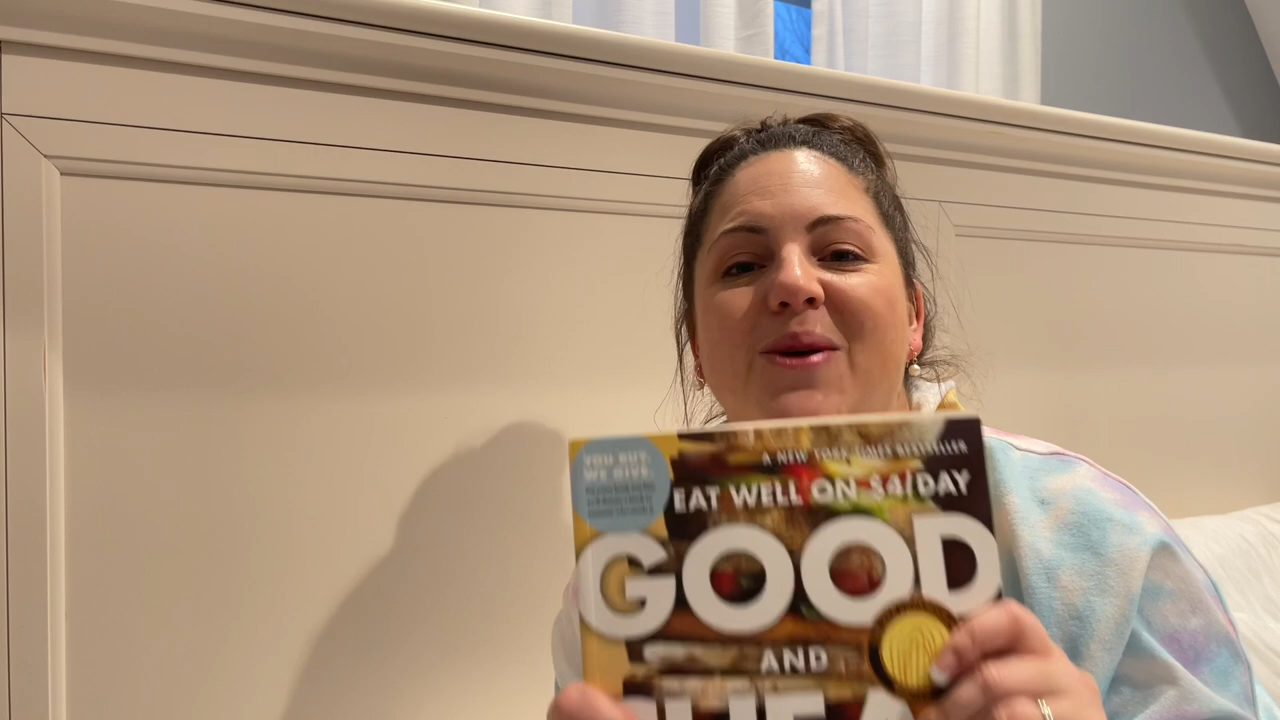 A NEW YORK TIMES BESTSELLER
YOU BUY,
WE GIVE.
EAT WELL ON $4/DAY
GOOD
AND